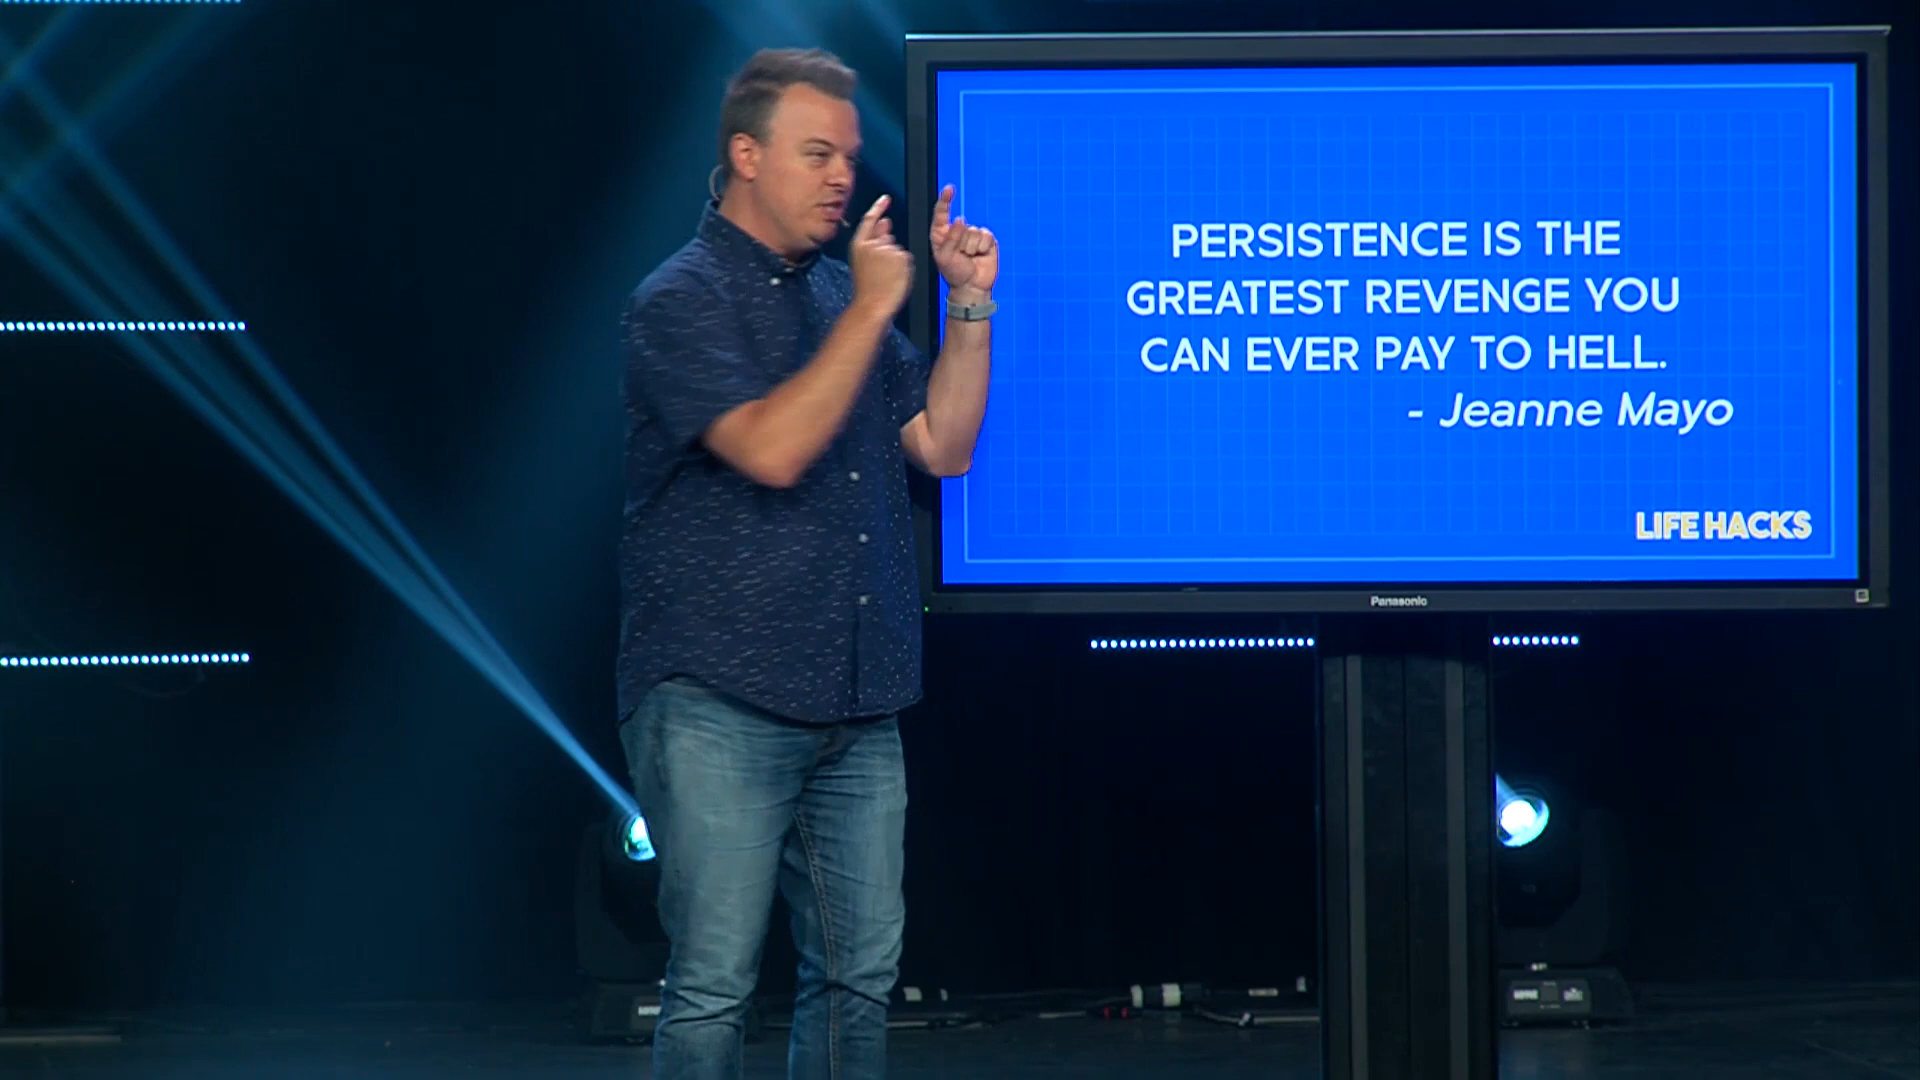 PERSISTENCE IS THE
GREATEST REVENGE YOU
CAN EVER PAY TO HELL.
- Jeanne Mayo
LIFE HACKS
Panasonic